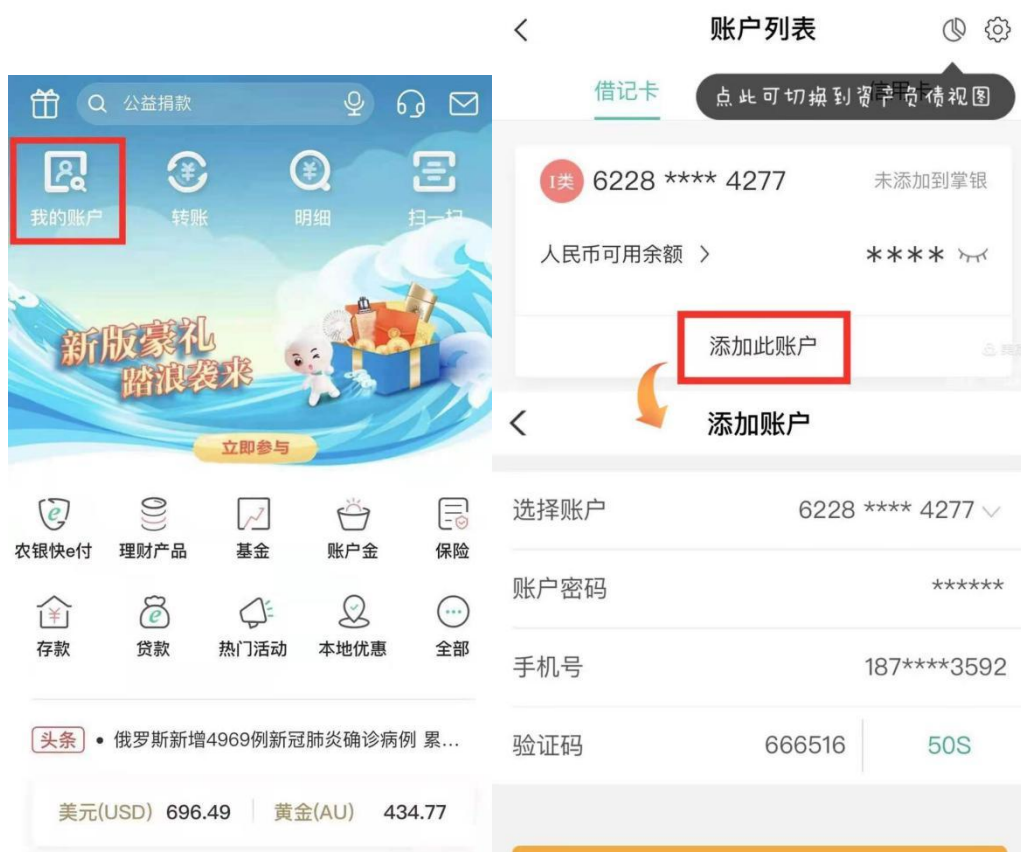 公益捐款
我的账户 转账 明细 扫一扫
新版豪礼
踏浪袭来
立即参与
农银快e付 理财产品 基金 账户金 保险
存款 贷款 热门活动 本地优惠 全部
头条 • 俄罗斯新增4969例新冠肺炎确诊病例 累...
美元(USD) 696.49 黄金(AU) 434.77
账户列表
借记卡 信用卡
点此可切换到资产负债视图
I类 6228 **** 4277 未添加到掌银
人民币可用余额 > ****
添加此账户
添加账户
选择账户 6228 **** 4277
账户密码 ******
手机号 187****3592
验证码 666516 50S